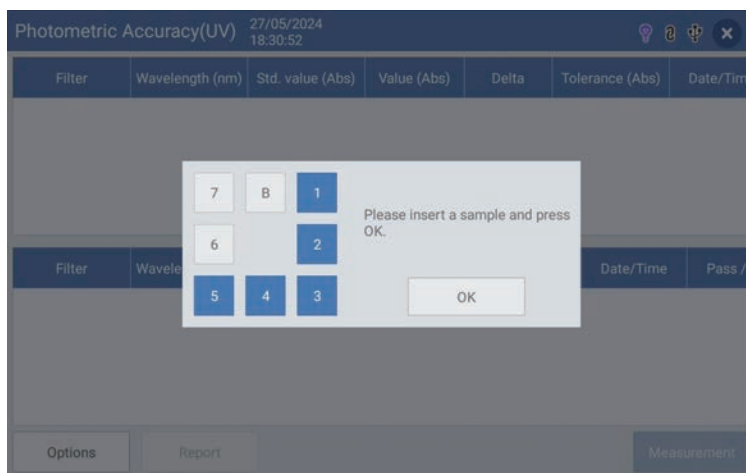 Photometric Accuracy(UV) 27/05/2024
18:30:52
Filter Wavelength (nm) Std. value (Abs) Value (Abs) Delta Tolerance (Abs) Date/Tim
7 B 1
Please insert a sample and press
OK.
6 2
Filter Wavele Date/Time Pass /
5 4 3
OK
Options Report Measurement